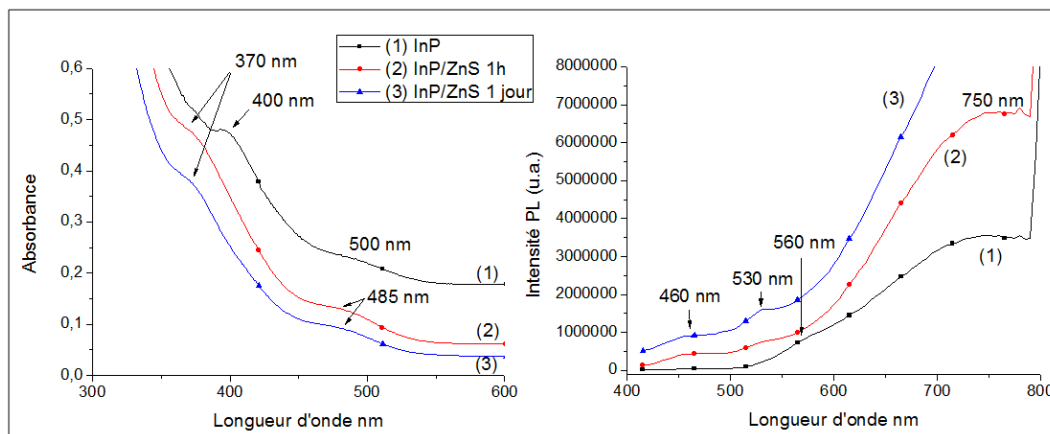 (1) InP
(2) InP/ZnS 1h
(3) InP/ZnS 1 jour
0,6
0,5
0,4
0,3
0,2
0,1
0,0
Absorbance
370 nm
400 nm
500 nm
485 nm
(1)
(2)
(3)
300 400 500 600
Longueur d'onde nm
8000000
7000000
6000000
5000000
4000000
3000000
2000000
1000000
0
Intensité PL (u.a.)
750 nm
(3)
(2)
(1)
560 nm
530 nm
460 nm
400 500 600 700 800
Longueur d'onde nm